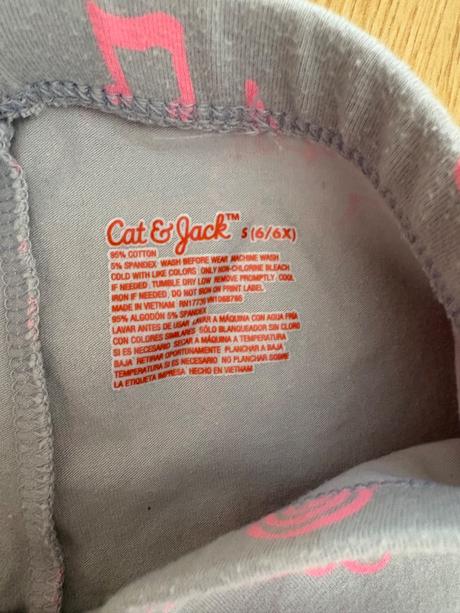 Cat & Jack™ S (6/6X)
95% COTTON
5% SPANDEX WASH BEFORE WEAR MACHINE WASH
COLD WITH LIKE COLORS ONLY NON-CHLORINE BLEACH
IF NEEDED TUMBLE DRY LOW REMOVE PROMPTLY COOL
IRON IF NEEDED DO NOT IRON ON PRINT LABEL
MADE IN VIETNAM
95% ALGODÓN 5% SPANDEX
LAVAR ANTES DE USAR LAVAR A MÁQUINA CON AGUA FRÍA
CON COLORES SIMILARES SÓLO BLANQUEADOR SIN CLORO
SI ES NECESARIO SECAR A MÁQUINA A TEMPERATURA
BAJA RETIRAR OPORTUNAMENTE PLANCHAR A BAJA
TEMPERATURA SI ES NECESARIO NO PLANCHAR SOBRE
LA ETIQUETA IMPRESA HECHO EN VIETNAM